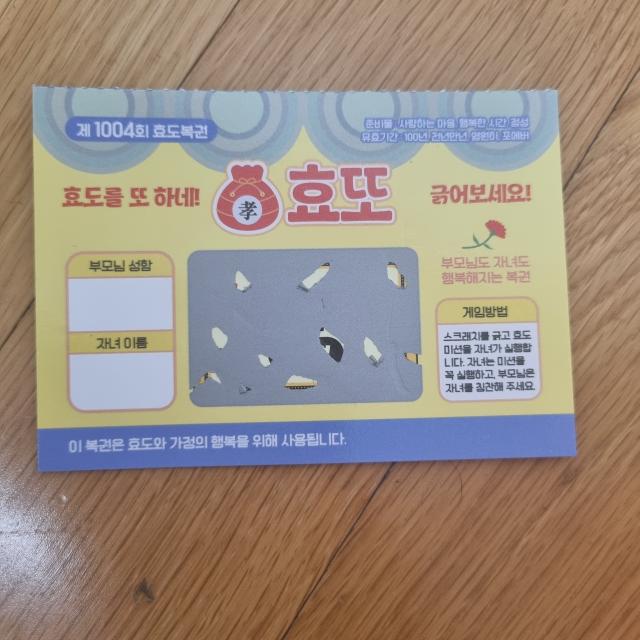 제 1004회 효도복권
준비물 사랑하는 마음 행복한 시간 정성
유효기간 100년 천년만년 영원히 포에버
효도를 또 하네!
孝
효또
긁어보세요!
부모님도 자녀도
행복해지는 복권
부모님 성함
자녀 이름
게임방법
스크래치를 긁고 효도
미션을 자녀가 실행합
니다. 자녀는 미션을
꼭 실행하고, 부모님은
자녀를 칭찬해 주세요.
이 복권은 효도와 가정의 행복을 위해 사용됩니다.